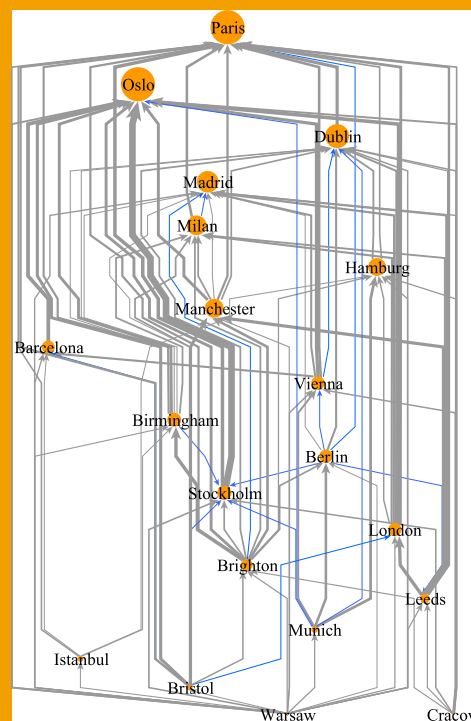 Paris
Oslo
Dublin
Madrid
Milan
Hamburg
Manchester
Barcelona
Vienna
Birmingham
Berlin
Stockholm
London
Brighton
Leeds
Munich
Istanbul
Bristol
Warsaw
Cracow